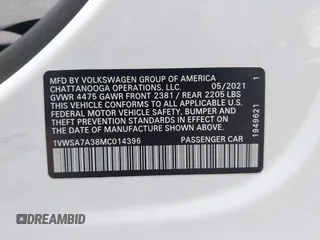 MFD BY VOLKSWAGEN GROUP OF AMERICA
CHATTANOOGA OPERATIONS, LLC. 05/2021
GVWR 4475 GAWR FRONT 2381 / REAR 2205 LBS
THIS VEHICLE CONFORMS TO ALL APPLICABLE U.S.
FEDERAL MOTOR VEHICLE SAFETY, BUMPER AND
THEFT PREVENTION STANDARDS IN EFFECT ON THE
DATE OF MANUFACTURE SHOWN ABOVE.
1VWSA7A38MC014396 PASSENGER CAR
1949621 1
DREAMBID